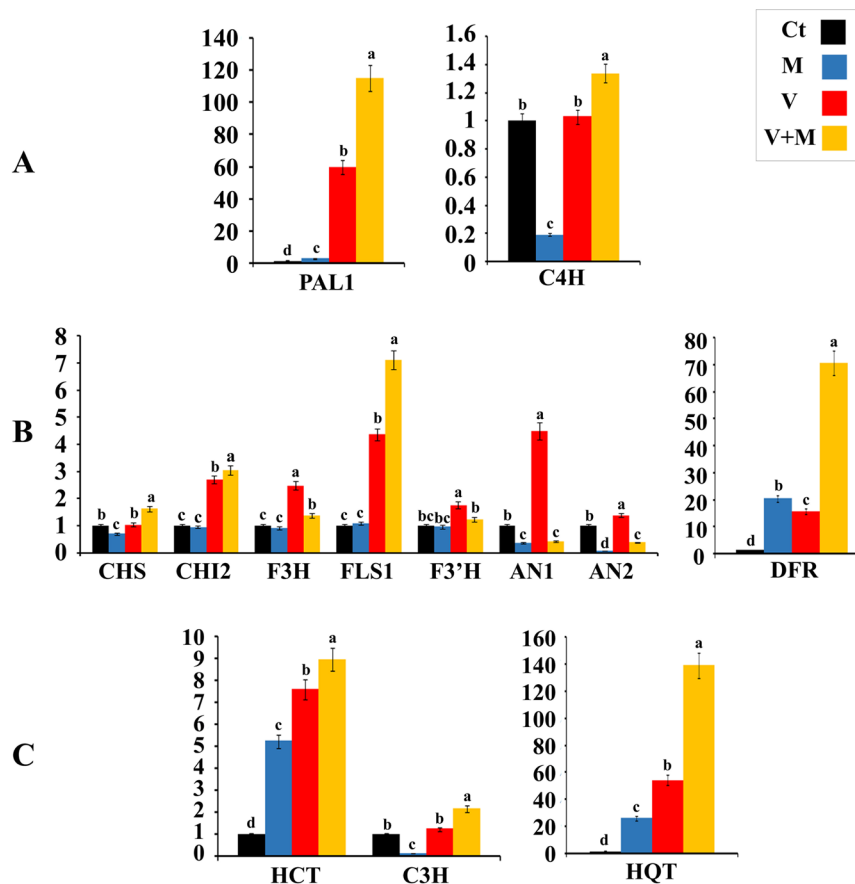 Ct
M
V
V+M
A
140
120
100
80
60
40
20
0
d c b a
PAL1
1.6
1.4
1.2
1
0.8
0.6
0.4
0.2
0
b c b a
C4H
B
8
7
6
5
4
3
2
1
0
b c b a c c b a c c a b c c b a bc bc a b b c a c b d a c
CHS CHI2 F3H FLS1 F3’H AN1 AN2
80
70
60
50
40
30
20
10
0
d b c a
DFR
C
10
9
8
7
6
5
4
3
2
1
0
d c b a b c b a
HCT C3H
160
140
120
100
80
60
40
20
0
d c b a
HQT